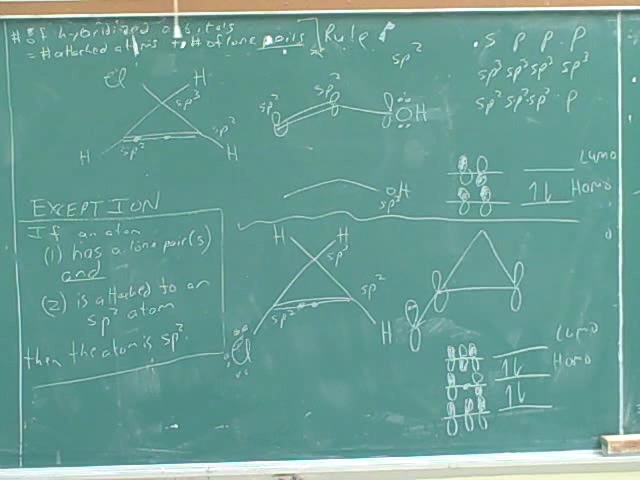 # of hybridized orbitals
= # attached atoms to # of lone pairs] Rule
sp²
. s p p p
sp³ sp³ sp³ sp³
sp² sp² sp² p
Cl H
sp³
sp²
sp²
H H
sp² sp²
OH
OH
sp²
LUMO
HOMO
EXCEPTION
If an atom
(1) has a lone pair(s)
and
(2) is attached to an
sp² atom
then the atom is sp².
H H
sp³
sp²
sp²
H
Cl
LUMO
HOMO